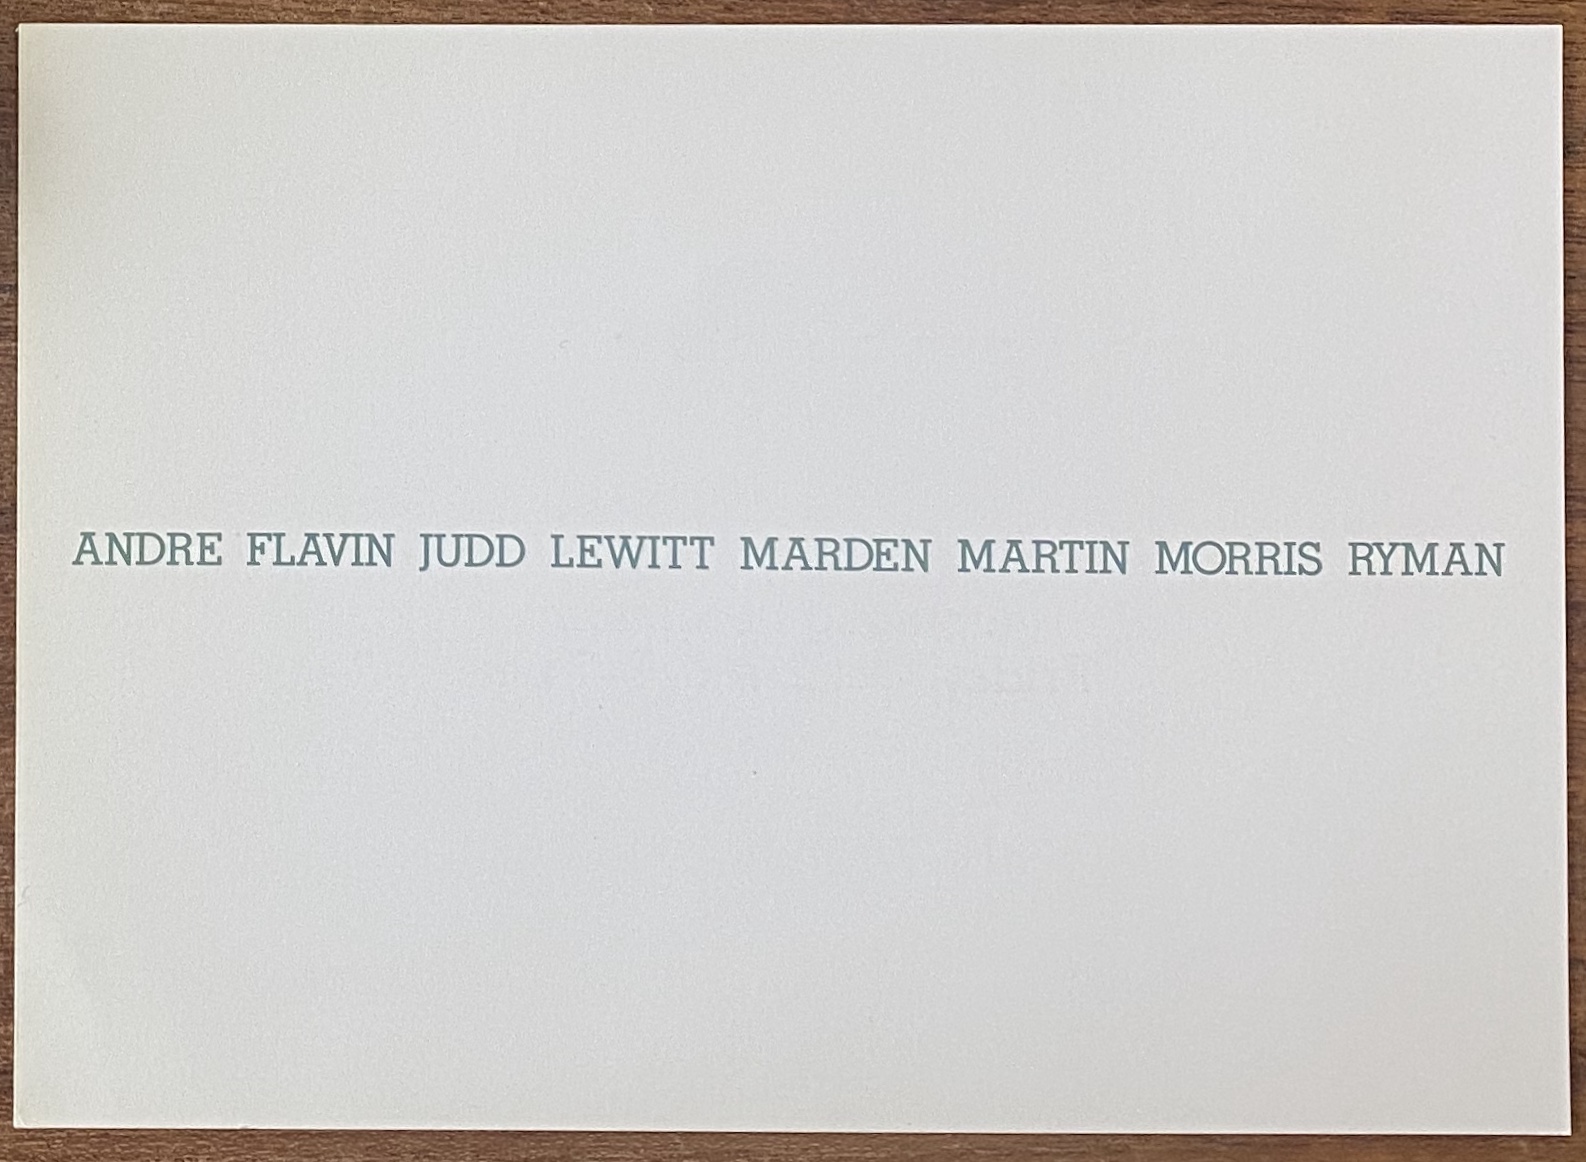 ANDRE FLAVIN JUDD LEWITT MARDEN MARTIN MORRIS RYMAN